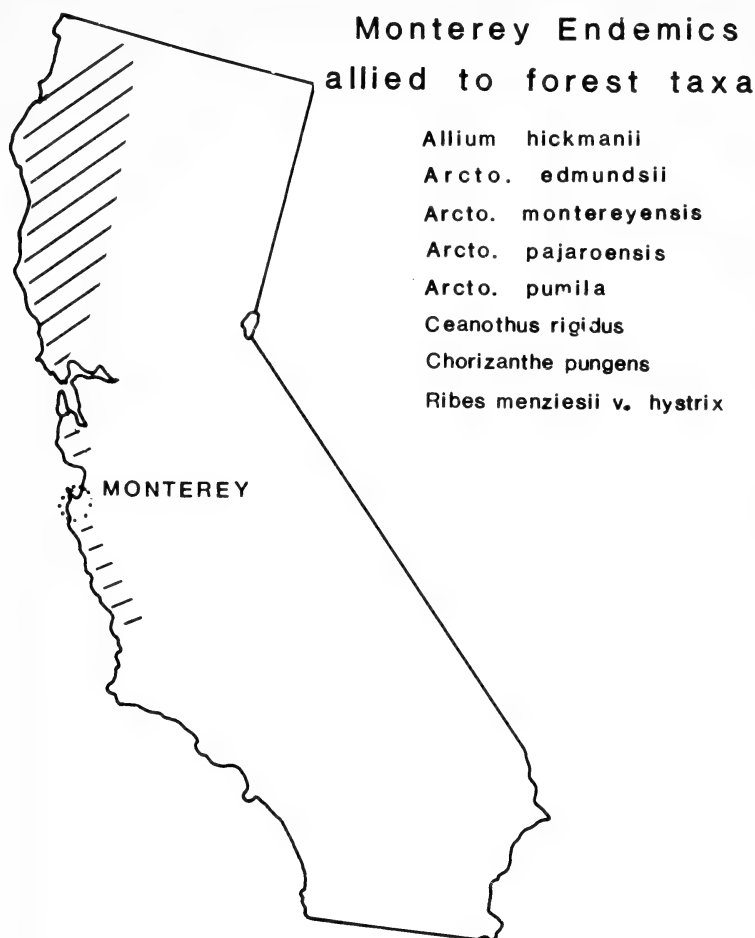 Monterey Endemics
allied to forest taxa
Allium hickmanii
Arcto. edmundsii
Arcto. montereyensis
Arcto. pajaroensis
Arcto. pumila
Ceanothus rigidus
Chorizanthe pungens
Ribes menziesii v. hystrix
MONTEREY